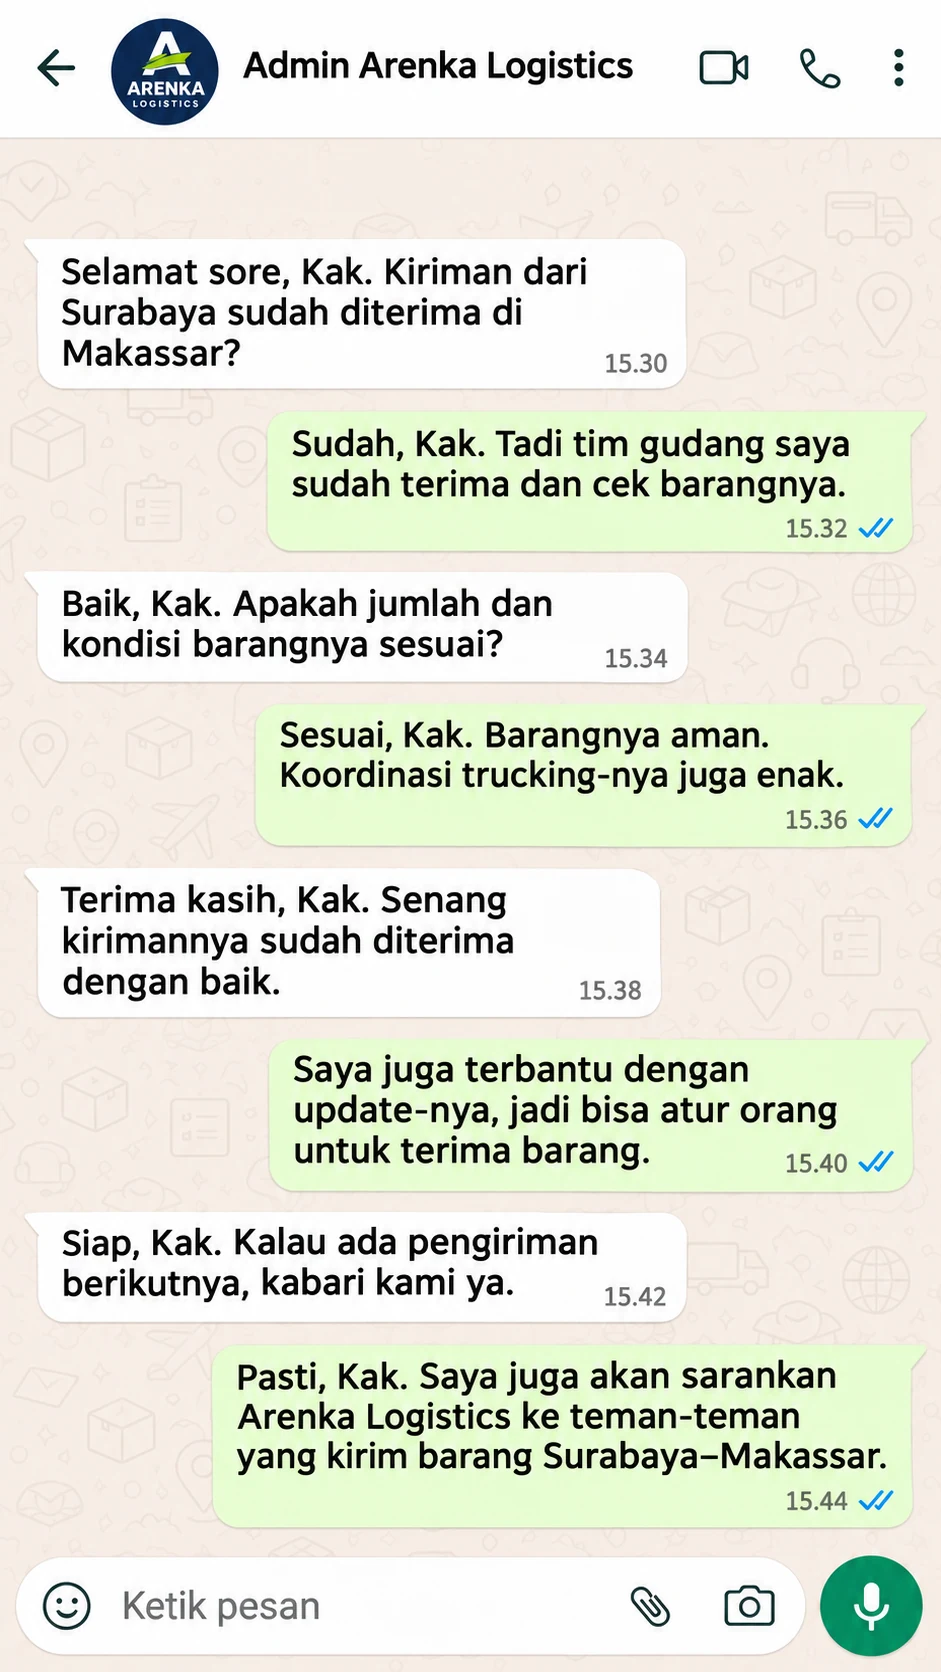 ARENKA
LOGISTICS
Admin Arenka Logistics
Selamat sore, Kak. Kiriman dari
Surabaya sudah diterima di
Makassar?
15.30
Sudah, Kak. Tadi tim gudang saya
sudah terima dan cek barangnya.
15.32
Baik, Kak. Apakah jumlah dan
kondisi barangnya sesuai?
15.34
Sesuai, Kak. Barangnya aman.
Koordinasi trucking-nya juga enak.
15.36
Terima kasih, Kak. Senang
kirimannya sudah diterima
dengan baik.
15.38
Saya juga terbantu dengan
update-nya, jadi bisa atur orang
untuk terima barang.
15.40
Siap, Kak. Kalau ada pengiriman
berikutnya, kabari kami ya.
15.42
Pasti, Kak. Saya juga akan sarankan
Arenka Logistics ke teman-teman
yang kirim barang Surabaya–Makassar.
15.44
Ketik pesan